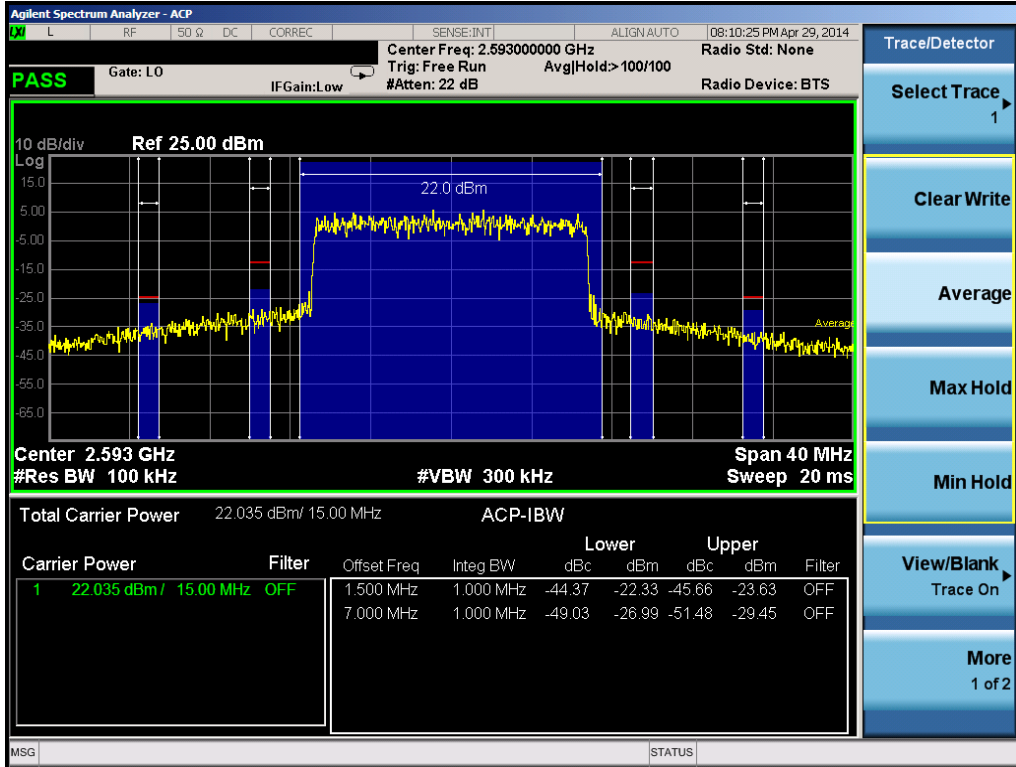 Agilent Spectrum Analyzer - ACP
LXI L RF 50 Ω DC CORREC SENSE:INT ALIGN AUTO 08:10:25 PM Apr 29, 2014
Center Freq: 2.593000000 GHz Radio Std: None
PASS Gate: LO Trig: Free Run Avg|Hold:> 100/100
IFGain:Low #Atten: 22 dB Radio Device: BTS
10 dB/div Ref 25.00 dBm
Log
15.0
22.0 dBm
5.00
-5.00
-15.0
-25.0
-35.0
Average
-45.0
-55.0
-65.0
Center 2.593 GHz Span 40 MHz
#Res BW 100 kHz #VBW 300 kHz Sweep 20 ms
Total Carrier Power 22.035 dBm/ 15.00 MHz ACP-IBW
Lower Upper
Carrier Power Filter Offset Freq Integ BW dBc dBm dBc dBm Filter
1 22.035 dBm / 15.00 MHz OFF 1.500 MHz 1.000 MHz -44.37 -22.33 -45.66 -23.63 OFF
7.000 MHz 1.000 MHz -49.03 -26.99 -51.48 -29.45 OFF
Trace/Detector
Select Trace
1
Clear Write
Average
Max Hold
Min Hold
View/Blank
Trace On
More
1 of 2
MSG STATUS